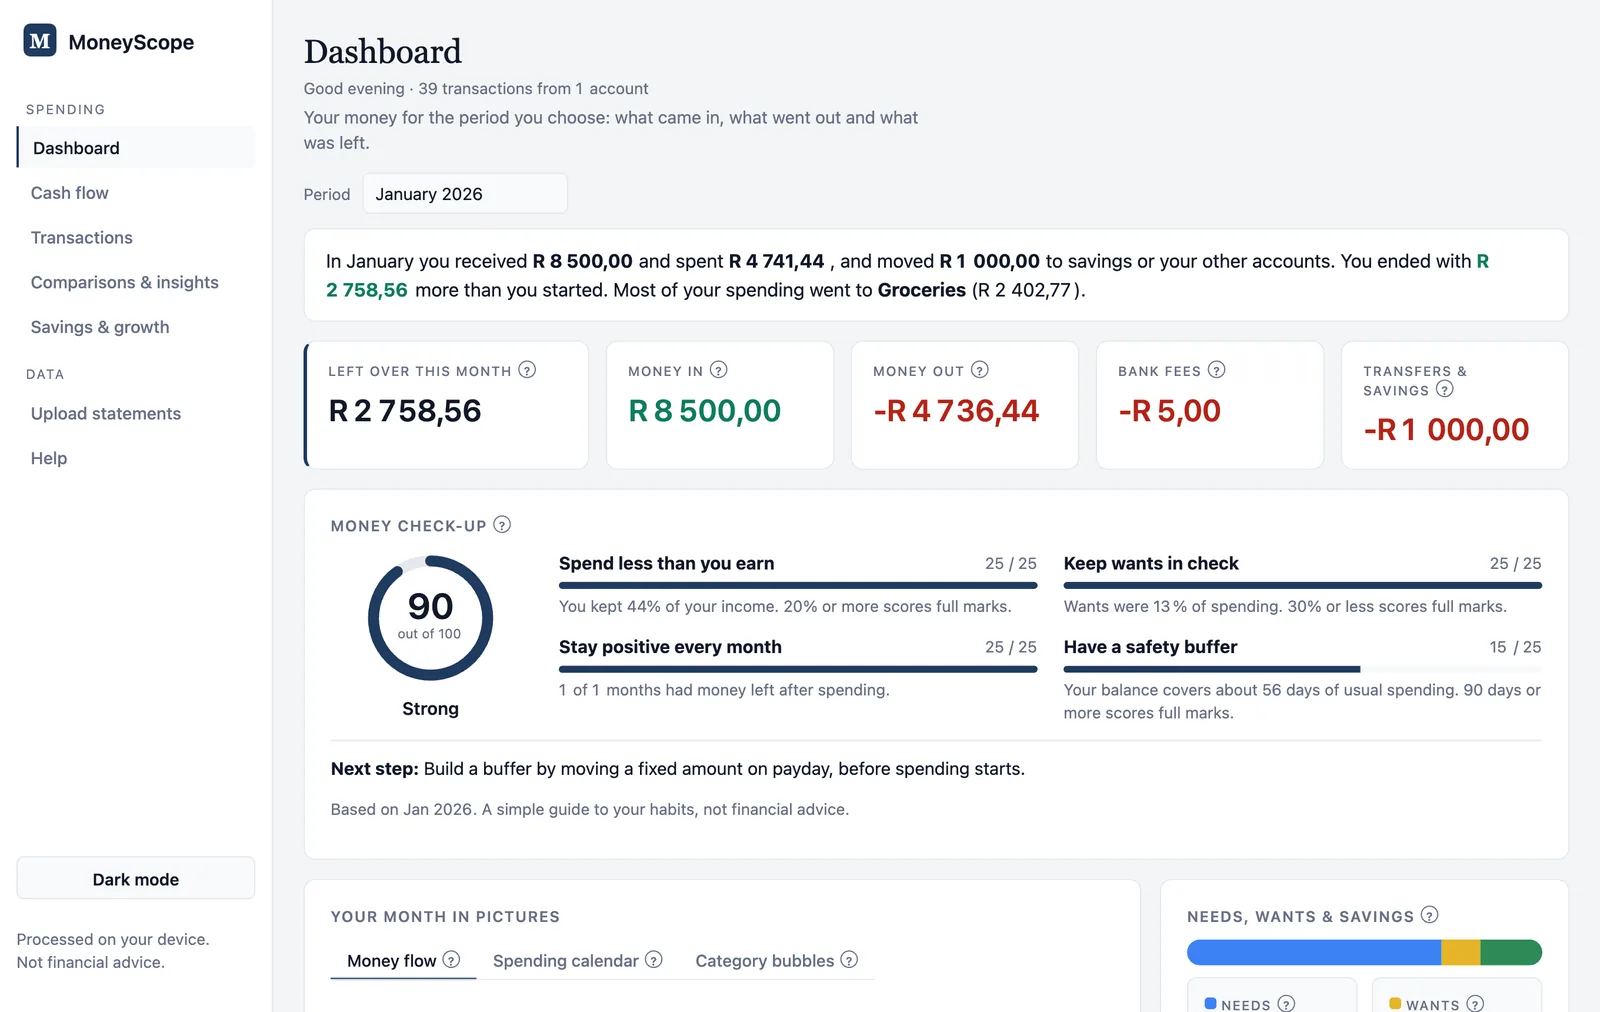 M MoneyScope
SPENDING
Dashboard
Cash flow
Transactions
Comparisons & insights
Savings & growth
DATA
Upload statements
Help
Dark mode
Processed on your device.
Not financial advice.
Dashboard
Good evening · 39 transactions from 1 account
Your money for the period you choose: what came in, what went out and what
was left.
Period January 2026
In January you received R 8 500,00 and spent R 4 741,44 , and moved R 1 000,00 to savings or your other accounts. You ended with R
2 758,56 more than you started. Most of your spending went to Groceries (R 2 402,77 ).
LEFT OVER THIS MONTH ?
R 2 758,56
MONEY IN ?
R 8 500,00
MONEY OUT ?
-R 4 736,44
BANK FEES ?
-R 5,00
TRANSFERS &
SAVINGS ?
-R 1 000,00
MONEY CHECK-UP ?
90
out of 100
Strong
Spend less than you earn 25 / 25
You kept 44% of your income. 20% or more scores full marks.
Keep wants in check 25 / 25
Wants were 13 % of spending. 30% or less scores full marks.
Stay positive every month 25 / 25
1 of 1 months had money left after spending.
Have a safety buffer 15 / 25
Your balance covers about 56 days of usual spending. 90 days or
more scores full marks.
Next step: Build a buffer by moving a fixed amount on payday, before spending starts.
Based on Jan 2026. A simple guide to your habits, not financial advice.
YOUR MONTH IN PICTURES
Money flow ? Spending calendar ? Category bubbles ?
NEEDS, WANTS & SAVINGS ?
NEEDS ? WANTS ?